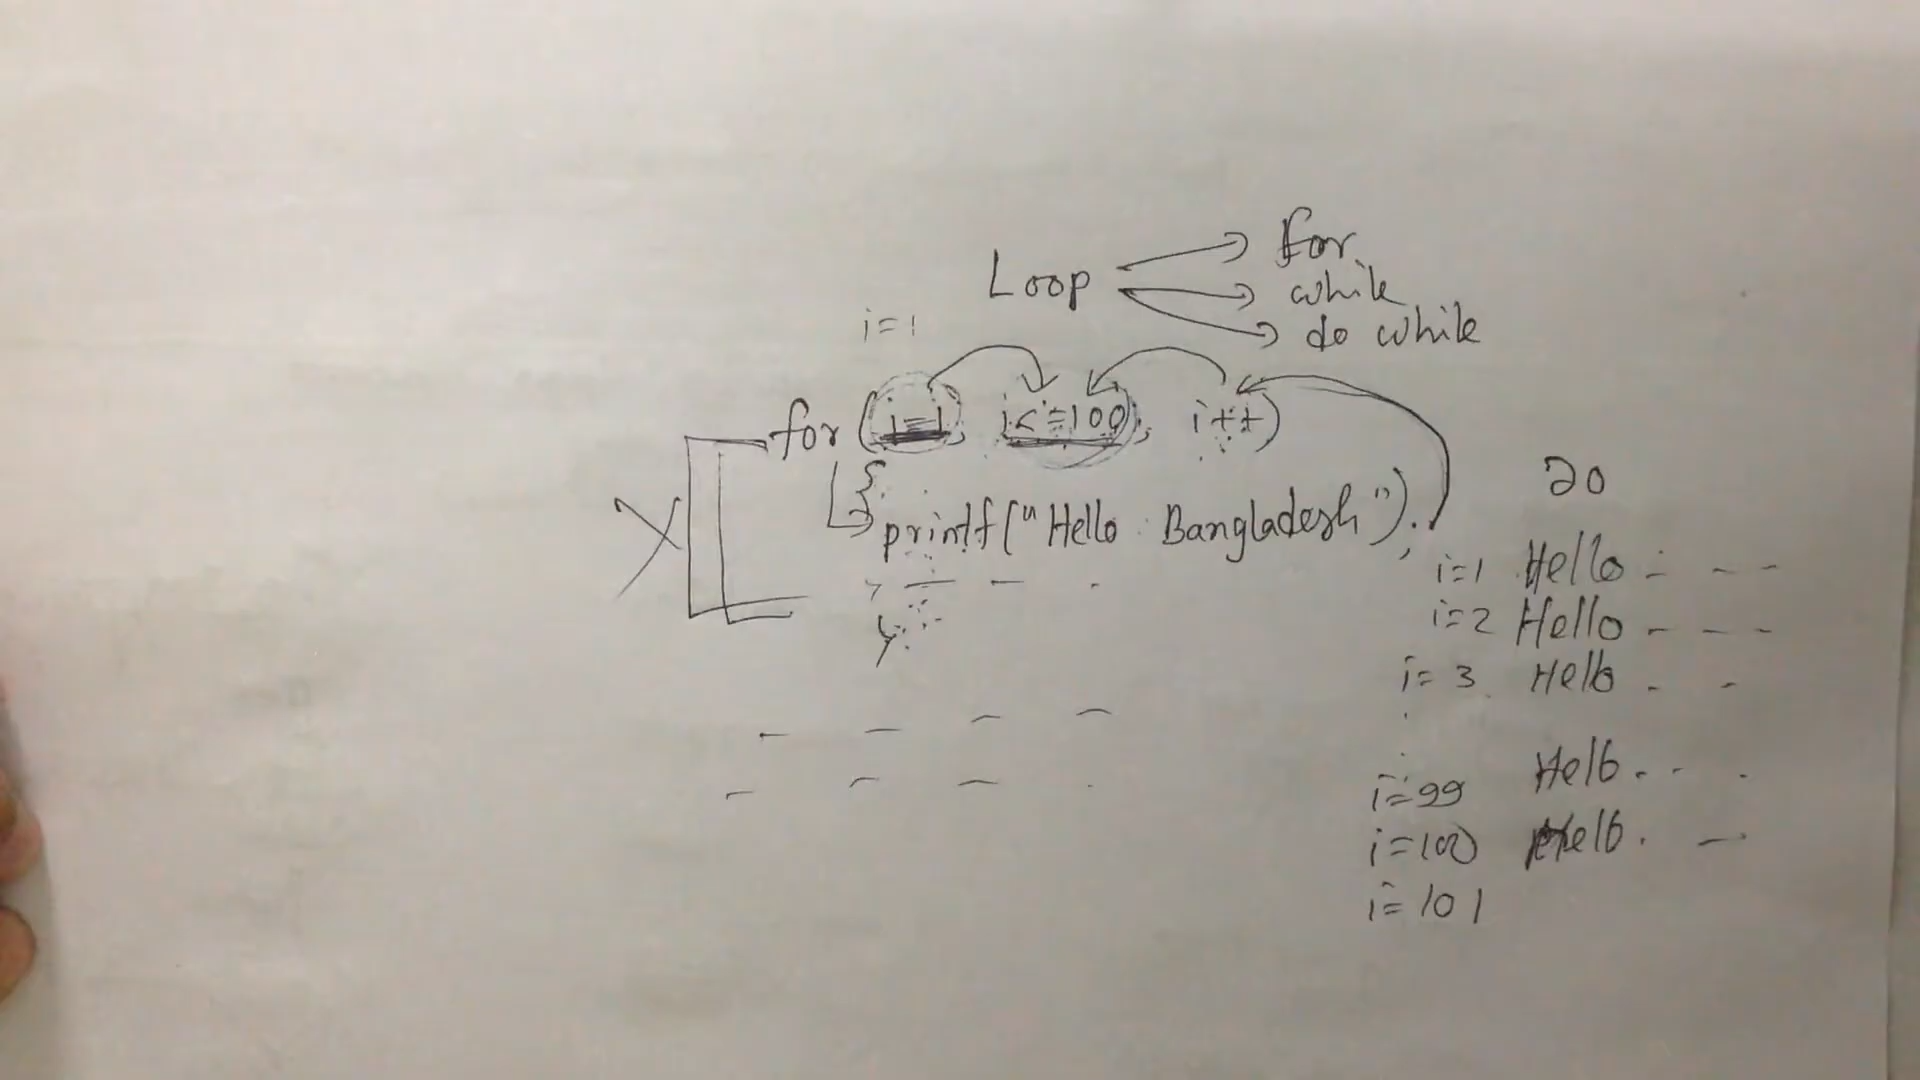 Loop
for
while
do while
i=1
for (i=1; i<=100; i++)
{
printf("Hello Bangladesh");
}
20
i=1 Hello - - -
i=2 Hello - - -
i=3 Hello - -
i=99 Hello - - -
i=100 Hello - -
i=101